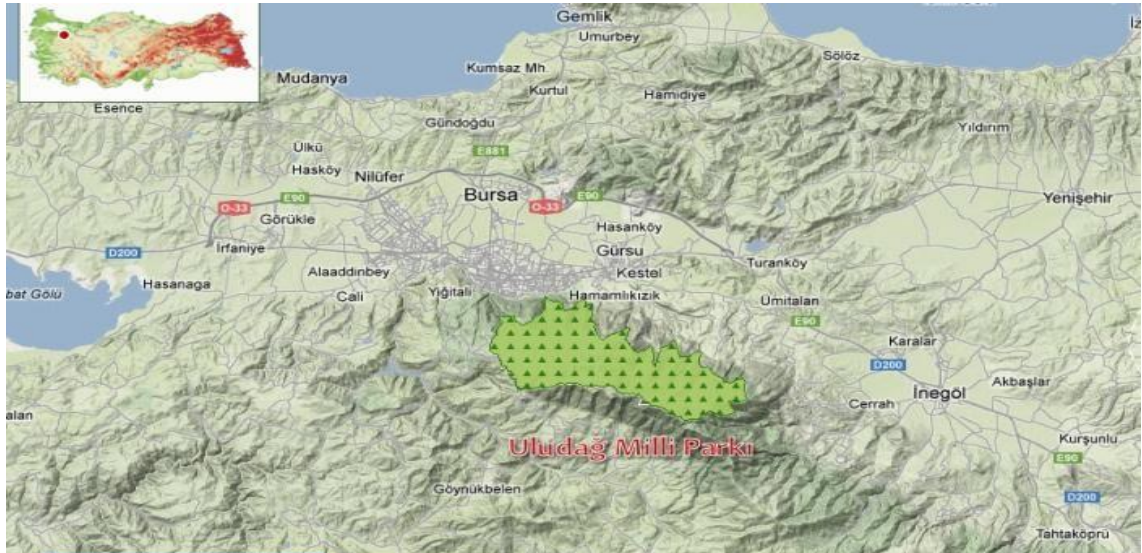 Gemlik
Umurbey
İz
Sölöz
Kumsaz Mh.
Mudanya
Kurtul
Hamidiye
Esence
Gündoğdu
Yıldırım
Ülkü
E881
Hasköy
Nilüfer
Bursa
E90
E90
Yenişehir
O-33
O-33
Görükle
Hasanköy
İrfaniye
Gürsu
D200
Turanköy
Alaaddinbey
Kestel
Hasanaga
Yiğitali
bat Gölü
Cali
Hamamlıkızık
Umitalan
E90
Karalar
D200
Akbaşlar
İnegöl
alan
Cerrah
Kurşunlu
Uludağ Milli Parkı
E90
Göynükbelen
D200
Tahtaköprü